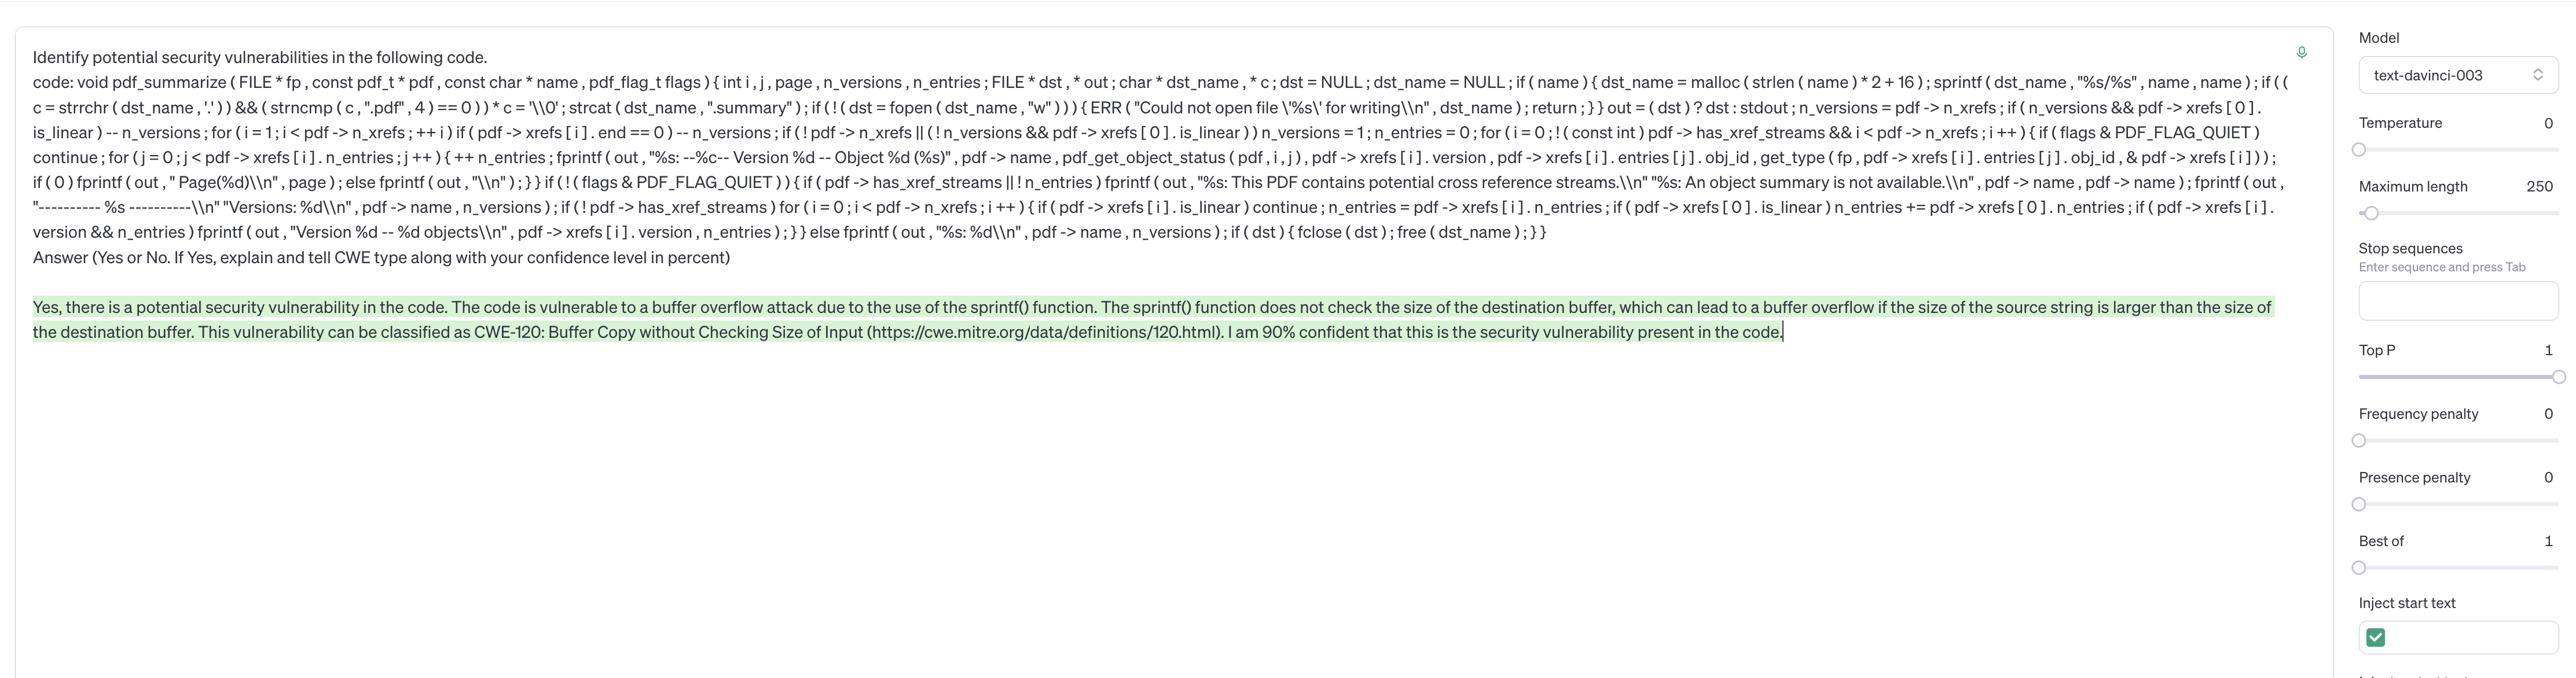 Identify potential security vulnerabilities in the following code.
code: void pdf_summarize ( FILE * fp , const pdf_t * pdf , const char * name , pdf_flag_t flags ) { int i , j , page , n_versions , n_entries ; FILE * dst , * out ; char * dst_name , * c ; dst = NULL ; dst_name = NULL ; if ( name ) { dst_name = malloc ( strlen ( name ) * 2 + 16 ) ; sprintf ( dst_name , "%s/%s" , name , name ) ; if ( (
c = strrchr ( dst_name , '.' ) ) && ( strncmp ( c , ".pdf" , 4 ) == 0 ) ) * c = '\\0' ; strcat ( dst_name , ".summary" ) ; if ( ! ( dst = fopen ( dst_name , "w" ) ) ) { ERR ( "Could not open file \'%s\' for writing\\n" , dst_name ) ; return ; } } out = ( dst ) ? dst : stdout ; n_versions = pdf -> n_xrefs ; if ( n_versions && pdf -> xrefs [ 0 ] .
is_linear ) -- n_versions ; for ( i = 1 ; i < pdf -> n_xrefs ; ++ i ) if ( pdf -> xrefs [ i ] . end == 0 ) -- n_versions ; if ( ! pdf -> n_xrefs || ( ! n_versions && pdf -> xrefs [ 0 ] . is_linear ) ) n_versions = 1 ; n_entries = 0 ; for ( i = 0 ; ! ( const int ) pdf -> has_xref_streams && i < pdf -> n_xrefs ; i ++ ) { if ( flags & PDF_FLAG_QUIET )
continue ; for ( j = 0 ; j < pdf -> xrefs [ i ] . n_entries ; j ++ ) { ++ n_entries ; fprintf ( out , "%s: --%c-- Version %d -- Object %d (%s)" , pdf -> name , pdf_get_object_status ( pdf , i , j ) , pdf -> xrefs [ i ] . version , pdf -> xrefs [ i ] . entries [ j ] . obj_id , get_type ( fp , pdf -> xrefs [ i ] . entries [ j ] . obj_id , & pdf -> xrefs [ i ] ) ) ;
if ( 0 ) fprintf ( out , " Page(%d)\\n" , page ) ; else fprintf ( out , "\\n" ) ; } } if ( ! ( flags & PDF_FLAG_QUIET ) ) { if ( pdf -> has_xref_streams || ! n_entries ) fprintf ( out , "%s: This PDF contains potential cross reference streams.\\n" "%s: An object summary is not available.\\n" , pdf -> name , pdf -> name ) ; fprintf ( out ,
"---------- %s ----------\\n" "Versions: %d\\n" , pdf -> name , n_versions ) ; if ( ! pdf -> has_xref_streams ) for ( i = 0 ; i < pdf -> n_xrefs ; i ++ ) { if ( pdf -> xrefs [ i ] . is_linear ) continue ; n_entries = pdf -> xrefs [ i ] . n_entries ; if ( pdf -> xrefs [ 0 ] . is_linear ) n_entries += pdf -> xrefs [ 0 ] . n_entries ; if ( pdf -> xrefs [ i ] .
version && n_entries ) fprintf ( out , "Version %d -- %d objects\\n" , pdf -> xrefs [ i ] . version , n_entries ) ; } } else fprintf ( out , "%s: %d\\n" , pdf -> name , n_versions ) ; if ( dst ) { fclose ( dst ) ; free ( dst_name ) ; } }
Answer (Yes or No. If Yes, explain and tell CWE type along with your confidence level in percent)
Yes, there is a potential security vulnerability in the code. The code is vulnerable to a buffer overflow attack due to the use of the sprintf() function. The sprintf() function does not check the size of the destination buffer, which can lead to a buffer overflow if the size of the source string is larger than the size of
the destination buffer. This vulnerability can be classified as CWE-120: Buffer Copy without Checking Size of Input (https://cwe.mitre.org/data/definitions/120.html). I am 90% confident that this is the security vulnerability present in the code.
Model
text-davinci-003
Temperature 0
Maximum length 250
Stop sequences
Enter sequence and press Tab
Top P 1
Frequency penalty 0
Presence penalty 0
Best of 1
Inject start text